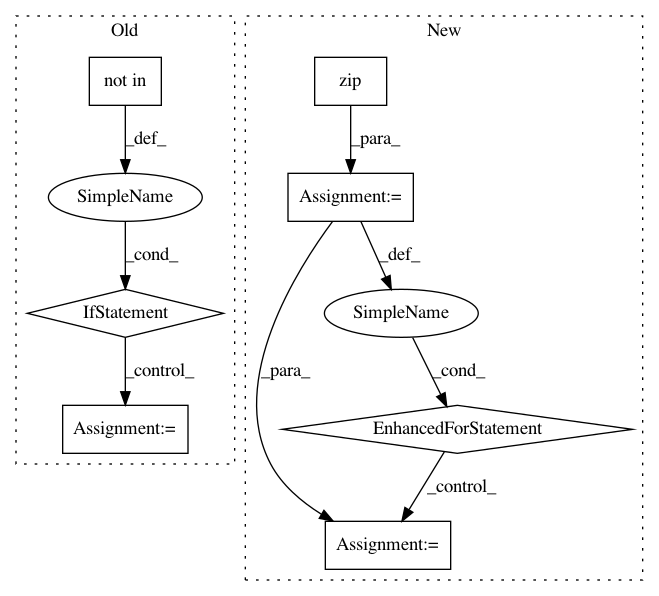 Old
not in
_def_
SimpleName
_cond_
IfStatement
_control_
Assignment:=
New
zip
_para_
Assignment:=
_def_
SimpleName
_para_
_cond_
EnhancedForStatement
_control_
Assignment:=